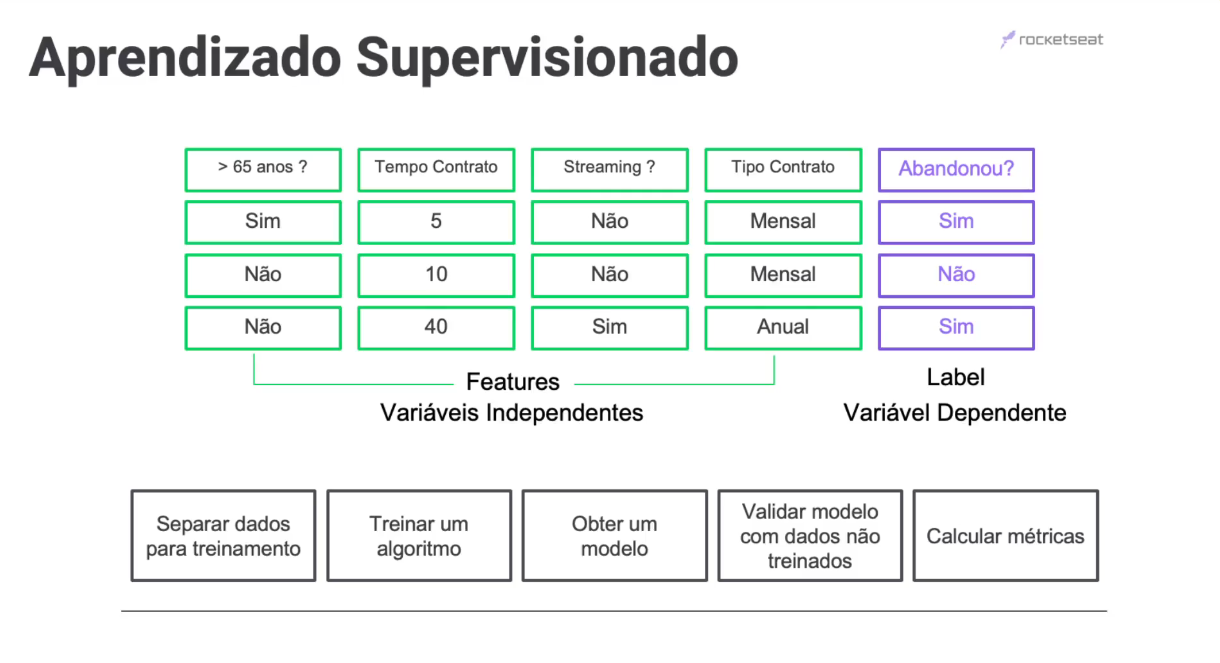 Aprendizado Supervisionado
rocketseat
> 65 anos ? Tempo Contrato Streaming ? Tipo Contrato Abandonou?
Sim 5 Não Mensal Sim
Não 10 Não Mensal Não
Não 40 Sim Anual Sim
Features
Variáveis Independentes
Label
Variável Dependente
Separar dados
para treinamento
Treinar um
algoritmo
Obter um
modelo
Validar modelo
com dados não
treinados
Calcular métricas